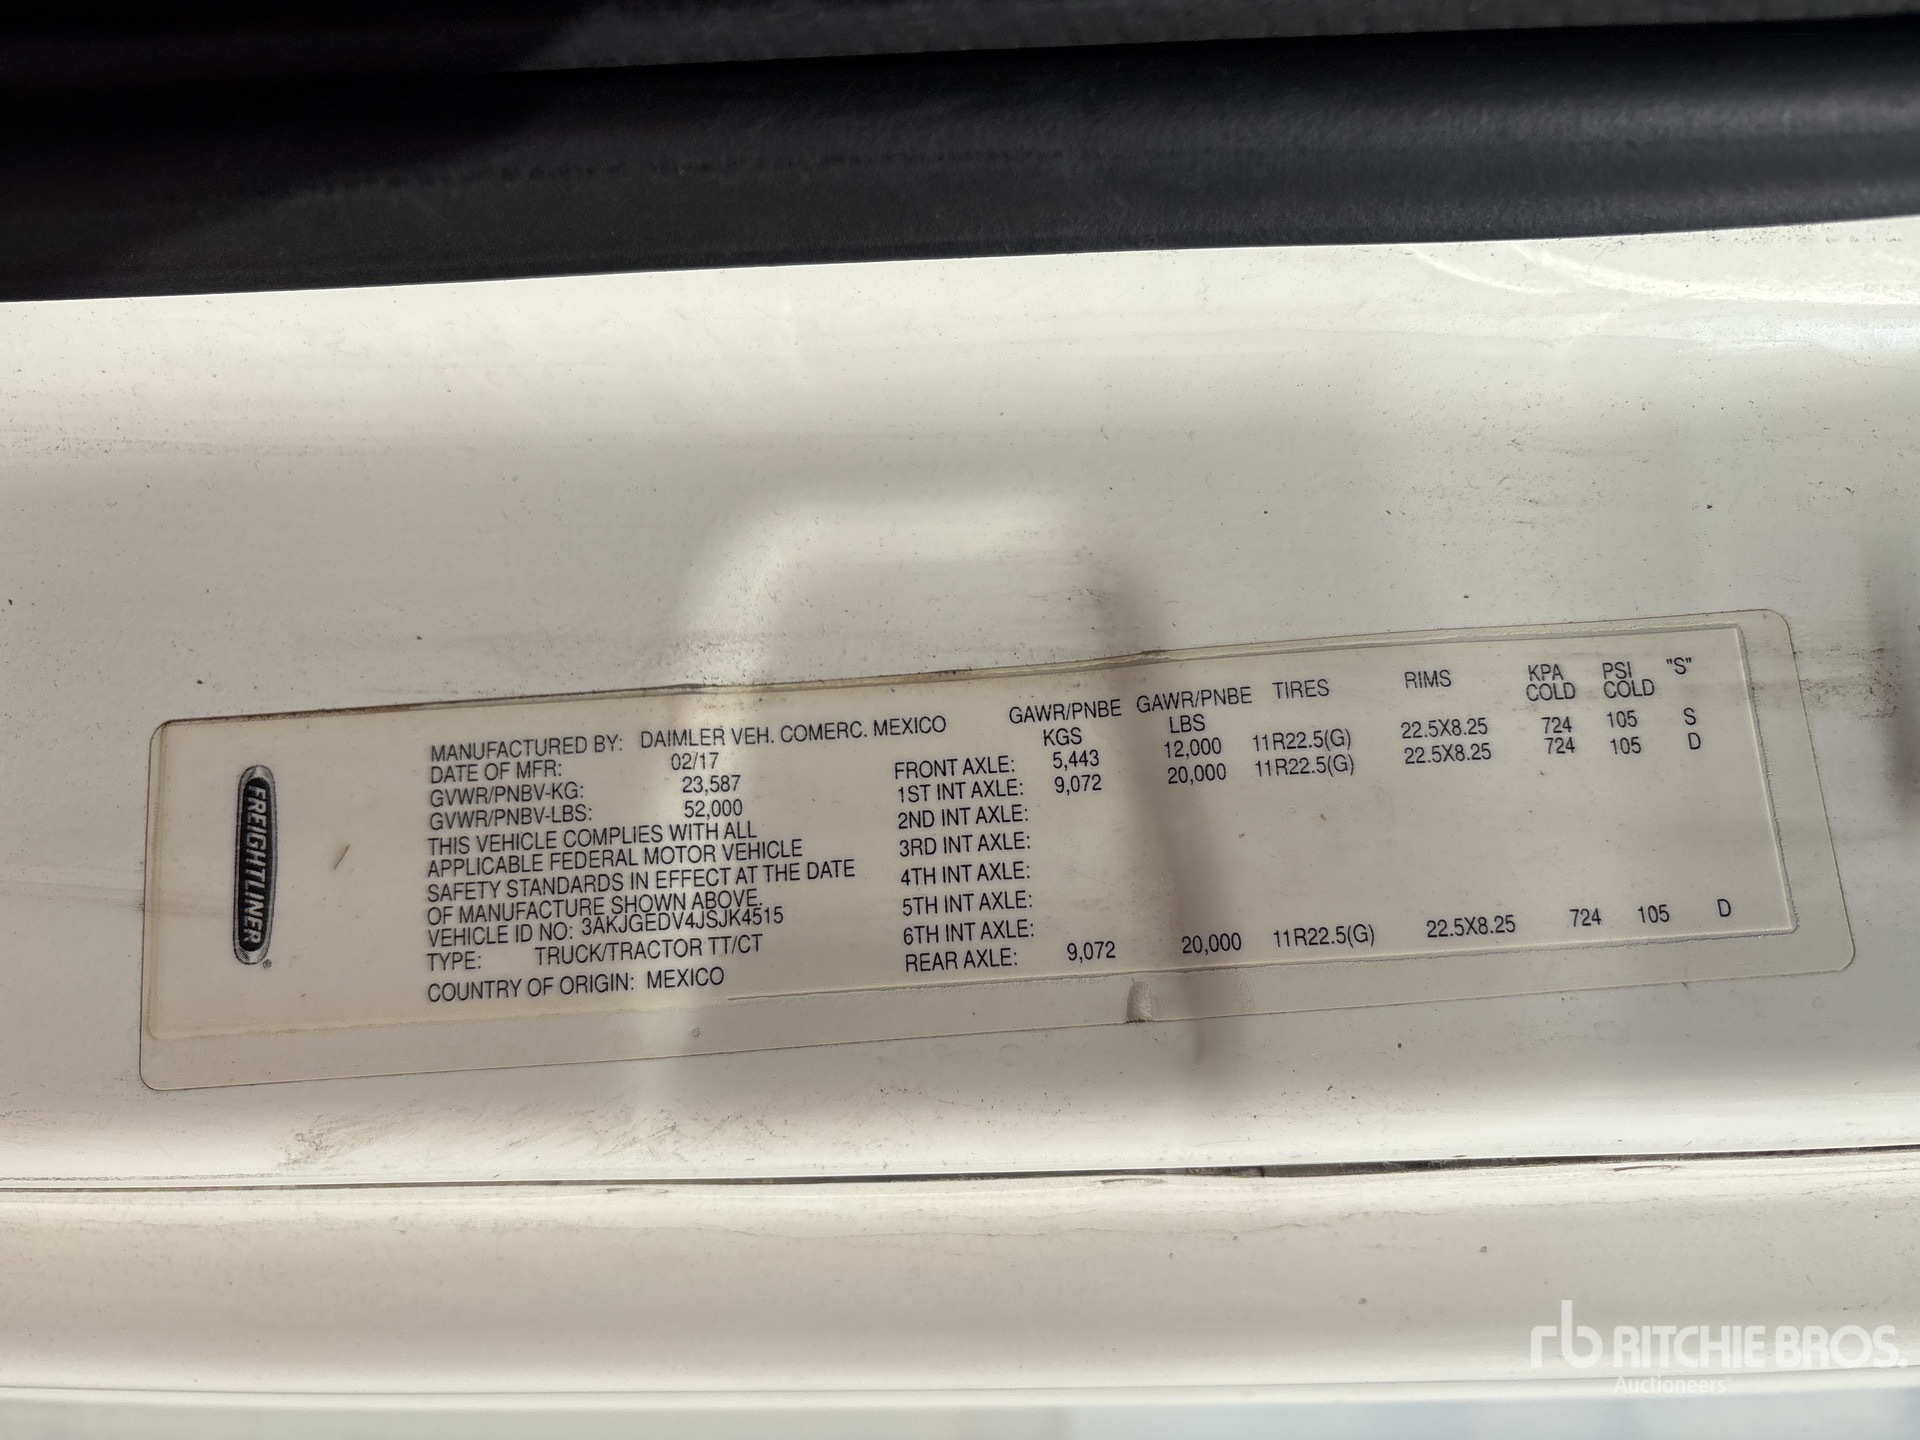 FREIGHTLINER
MANUFACTURED BY: DAIMLER VEH. COMERC. MEXICO
DATE OF MFR: 02/17
GVWR/PNBV-KG: 23,587
GVWR/PNBV-LBS: 52,000
THIS VEHICLE COMPLIES WITH ALL
APPLICABLE FEDERAL MOTOR VEHICLE
SAFETY STANDARDS IN EFFECT AT THE DATE
OF MANUFACTURE SHOWN ABOVE.
VEHICLE ID NO: 3AKJGEDV4JSJK4515
TYPE: TRUCK/TRACTOR TT/CT
COUNTRY OF ORIGIN: MEXICO
GAWR/PNBE KGS GAWR/PNBE LBS TIRES RIMS KPA COLD PSI COLD "S"
FRONT AXLE: 5,443 12,000 11R22.5(G) 22.5X8.25 724 105 S
1ST INT AXLE: 9,072 20,000 11R22.5(G) 22.5X8.25 724 105 D
2ND INT AXLE:
3RD INT AXLE:
4TH INT AXLE:
5TH INT AXLE:
6TH INT AXLE:
REAR AXLE: 9,072 20,000 11R22.5(G) 22.5X8.25 724 105 D
rb RITCHIE BROS.
Auctioneers